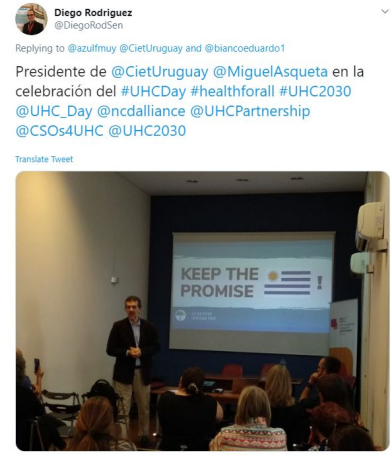 Diego Rodriguez
@DiegoRodSen
Replying to @azulfmuy @CietUruguay and @biancoeduardo1
Presidente de @CietUruguay @MiguelAsqueta en la
celebración del #UHCDay #healthforall #UHC2030
@UHC_Day @ncdalliance @UHCPartnership
@CSOs4UHC @UHC2030
Translate Tweet
KEEP THE
PROMISE